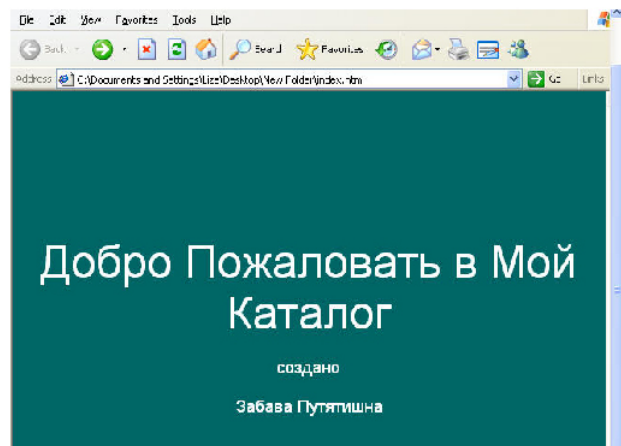 File Edit View Favorites Tools Help
Back Search Favorites
Address C:\Documents and Settings\Lisa\Desktop\New Folder\index.htm Go Links
Добро Пожаловать в Мой
Каталог
создано
Забава Путятишна